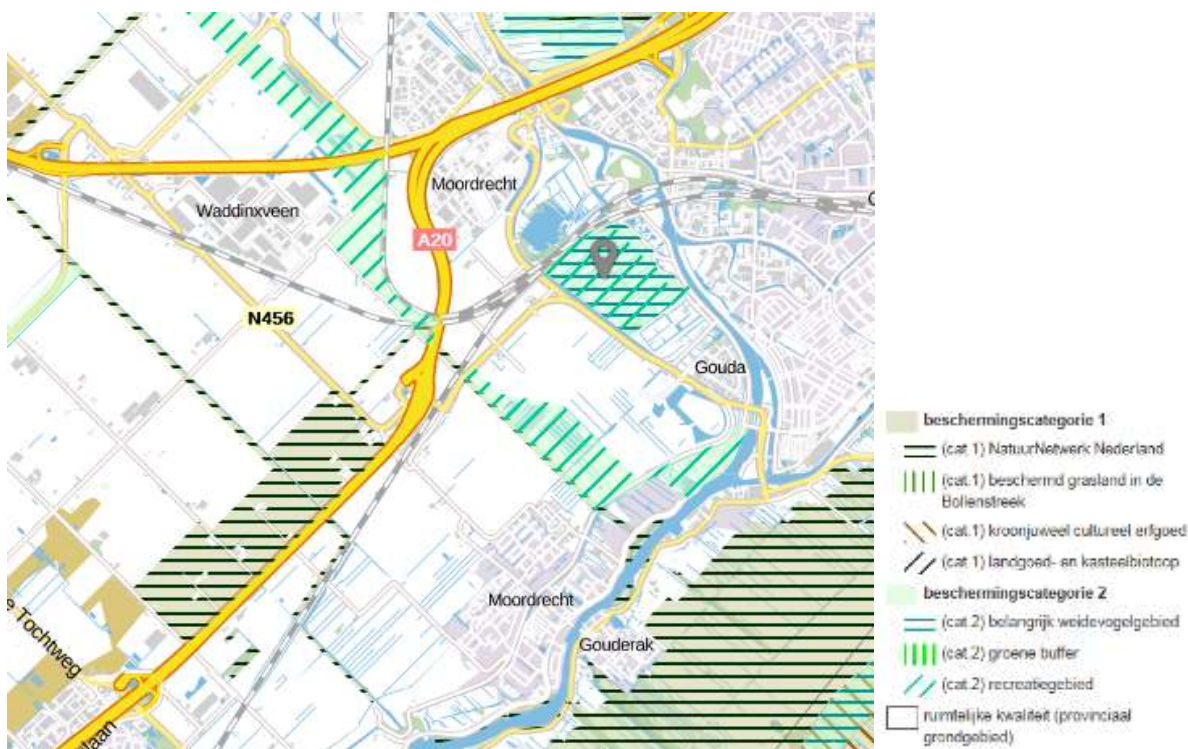 Moordrecht
Waddinxveen
A20
N456
Gouda
G
Moordrecht
Gouderak
e Tochtweg
laan
beschermingscategorie 1
(cat.1) NatuurNetwerk Nederland
(cat.1) beschermd grasland in de
Bollenstreek
(cat.1) kroonjuweel cultureel erfgoed
(cat.1) landgoed- en kasteelbiotoop
beschermingscategorie 2
(cat.2) belangrijk weidevogelgebied
(cat.2) groene buffer
(cat.2) recreatiegebied
ruimtelijke kwaliteit (provinciaal
grondgebied)